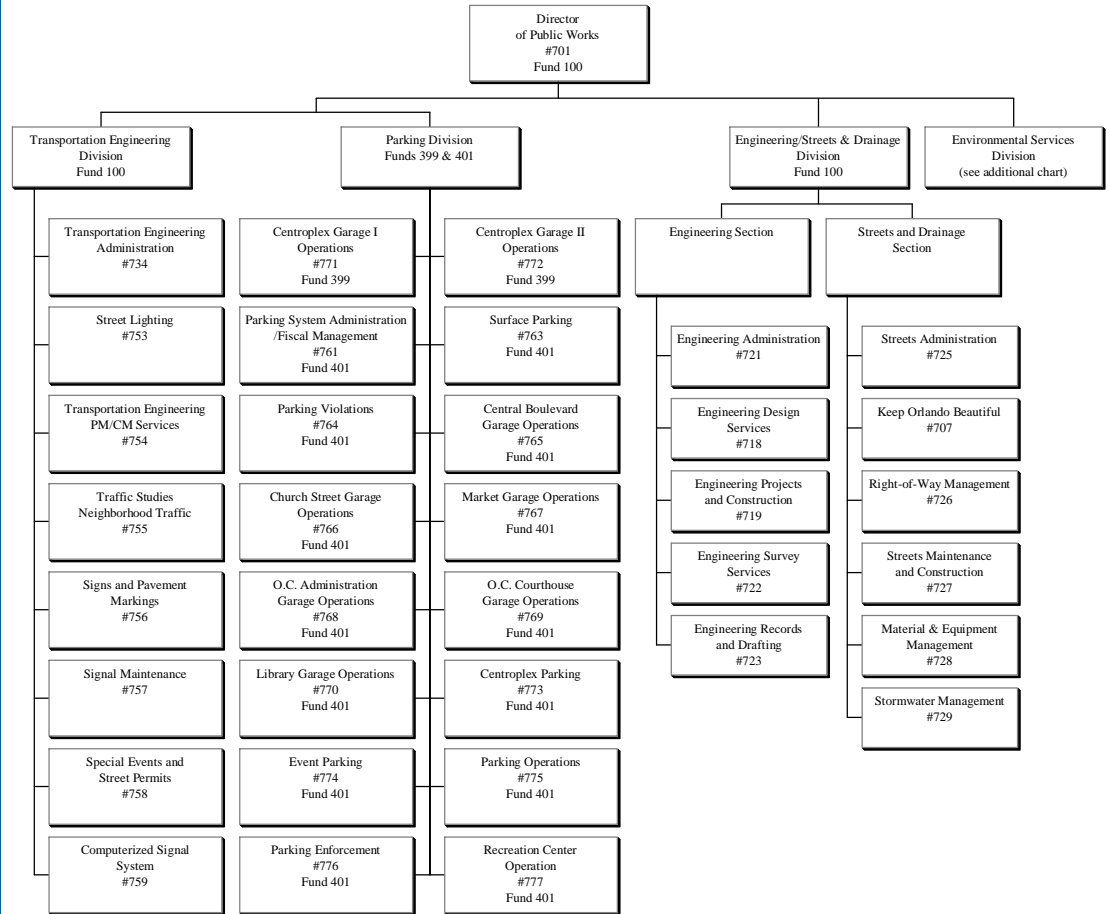 Director
of Public Works
#701
Fund 100
Transportation Engineering
Division
Fund 100
Parking Division
Funds 399 & 401
Engineering/Streets & Drainage
Division
Fund 100
Environmental Services
Division
(see additional chart)
Transportation Engineering
Administration
#734
Street Lighting
#753
Transportation Engineering
PM/CM Services
#754
Traffic Studies
Neighborhood Traffic
#755
Signs and Pavement
Markings
#756
Signal Maintenance
#757
Special Events and
Street Permits
#758
Computerized Signal
System
#759
Centroplex Garage I
Operations
#771
Fund 399
Centroplex Garage II
Operations
#772
Fund 399
Parking System Administration
/Fiscal Management
#761
Fund 401
Surface Parking
#763
Fund 401
Parking Violations
#764
Fund 401
Central Boulevard
Garage Operations
#765
Fund 401
Church Street Garage
Operations
#766
Fund 401
Market Garage Operations
#767
Fund 401
O.C. Administration
Garage Operations
#768
Fund 401
O.C. Courthouse
Garage Operations
#769
Fund 401
Library Garage Operations
#770
Fund 401
Centroplex Parking
#773
Fund 401
Event Parking
#774
Fund 401
Parking Operations
#775
Fund 401
Parking Enforcement
#776
Fund 401
Recreation Center
Operation
#777
Fund 401
Engineering Section
Engineering Administration
#721
Engineering Design
Services
#718
Engineering Projects
and Construction
#719
Engineering Survey
Services
#722
Engineering Records
and Drafting
#723
Streets and Drainage
Section
Streets Administration
#725
Keep Orlando Beautiful
#707
Right-of-Way Management
#726
Streets Maintenance
and Construction
#727
Material & Equipment
Management
#728
Stormwater Management
#729